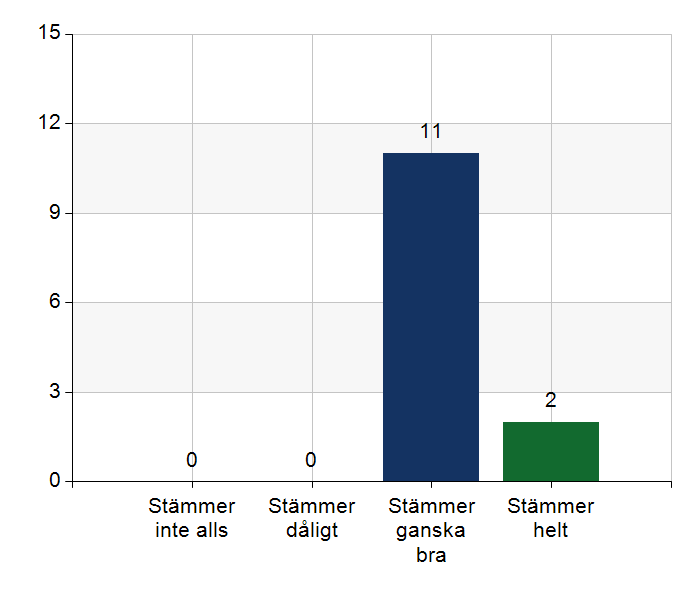 15
12
9
6
3
0
0
0
11
2
Stämmer
inte alls
Stämmer
dåligt
Stämmer
ganska
bra
Stämmer
helt